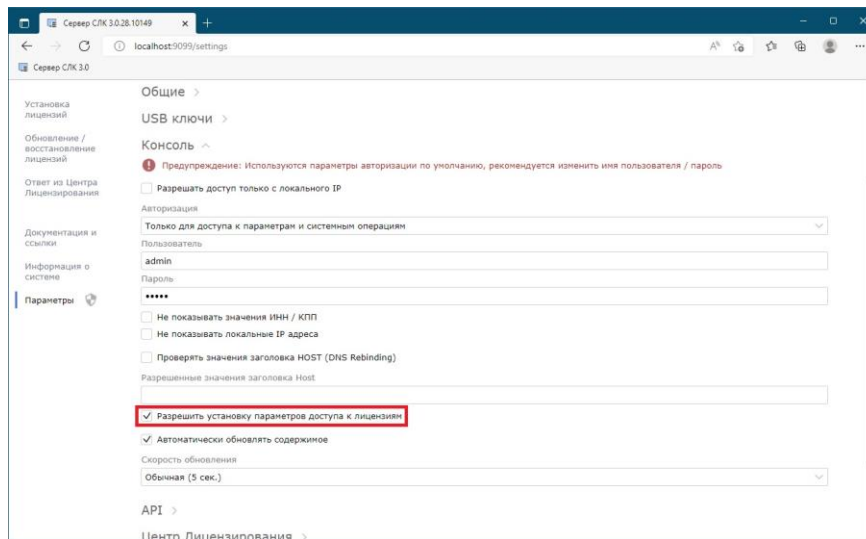 Сервер СЛК 3.0.28.10149
localhost:9099/settings
Сервер СЛК 3.0
Установка
лицензий
Обновление /
восстановление
лицензий
Ответ из Центра
Лицензирования
Документация и
ссылки
Информация о
системе
Параметры
Общие
USB ключи
Консоль
Предупреждение: Используются параметры авторизации по умолчанию, рекомендуется изменить имя пользователя / пароль
Разрешать доступ только с локального IP
Авторизация
Только для доступа к параметрам и системным операциям
Пользователь
admin
Пароль
•••••
Не показывать значения ИНН / КПП
Не показывать локальные IP адреса
Проверять значения заголовка HOST (DNS Rebinding)
Разрешенные значения заголовка Host
Разрешить установку параметров доступа к лицензиям
Автоматически обновлять содержимое
Скорость обновления
Обычная (5 сек.)
API
Центр Лицензирования